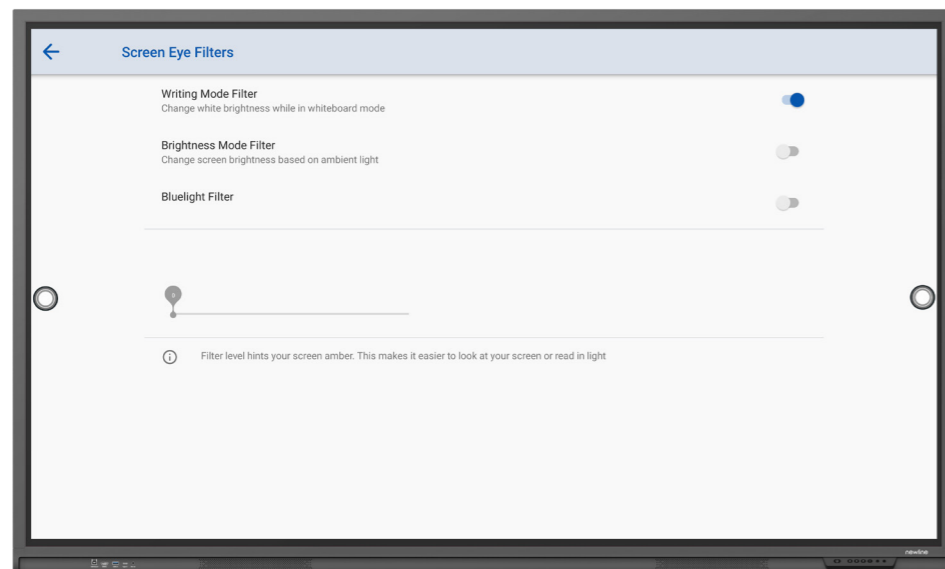 Screen Eye Filters
Writing Mode Filter
Change white brightness while in whiteboard mode
Brightness Mode Filter
Change screen brightness based on ambient light
Bluelight Filter
Filter level hints your screen amber. This makes it easier to look at your screen or read in light
newline